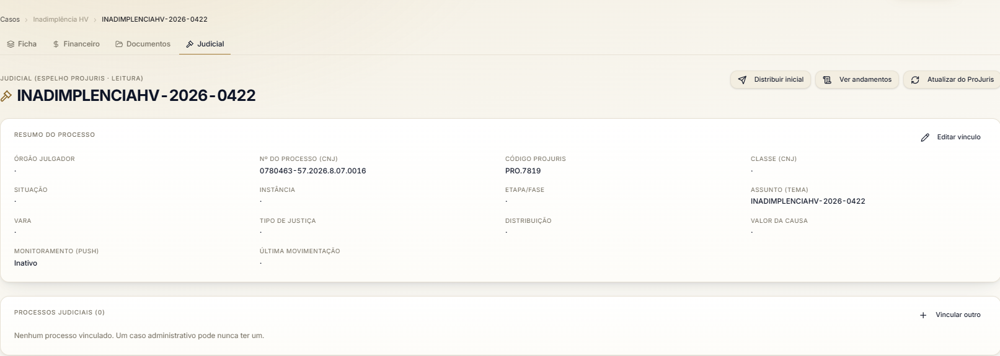 Casos › Inadimplência HV › INADIMPLENCIAHV-2026-0422
Ficha Financeiro Documentos Judicial
JUDICIAL (ESPELHO PROJURIS · LEITURA)
INADIMPLENCIAHV-2026-0422
Distribuir inicial Ver andamentos Atualizar do ProJuris
RESUMO DO PROCESSO
Editar vínculo
ÓRGÃO JULGADOR Nº DO PROCESSO (CNJ) CÓDIGO PROJURIS CLASSE (CNJ)
· 0780463-57.2026.8.07.0016 PRO.7819 ·
SITUAÇÃO INSTÂNCIA ETAPA/FASE ASSUNTO (TEMA)
· · · INADIMPLENCIAHV-2026-0422
VARA TIPO DE JUSTIÇA DISTRIBUIÇÃO VALOR DA CAUSA
· · · ·
MONITORAMENTO (PUSH) ÚLTIMA MOVIMENTAÇÃO
Inativo ·
PROCESSOS JUDICIAIS (0)
Vincular outro
Nenhum processo vinculado. Um caso administrativo pode nunca ter um.